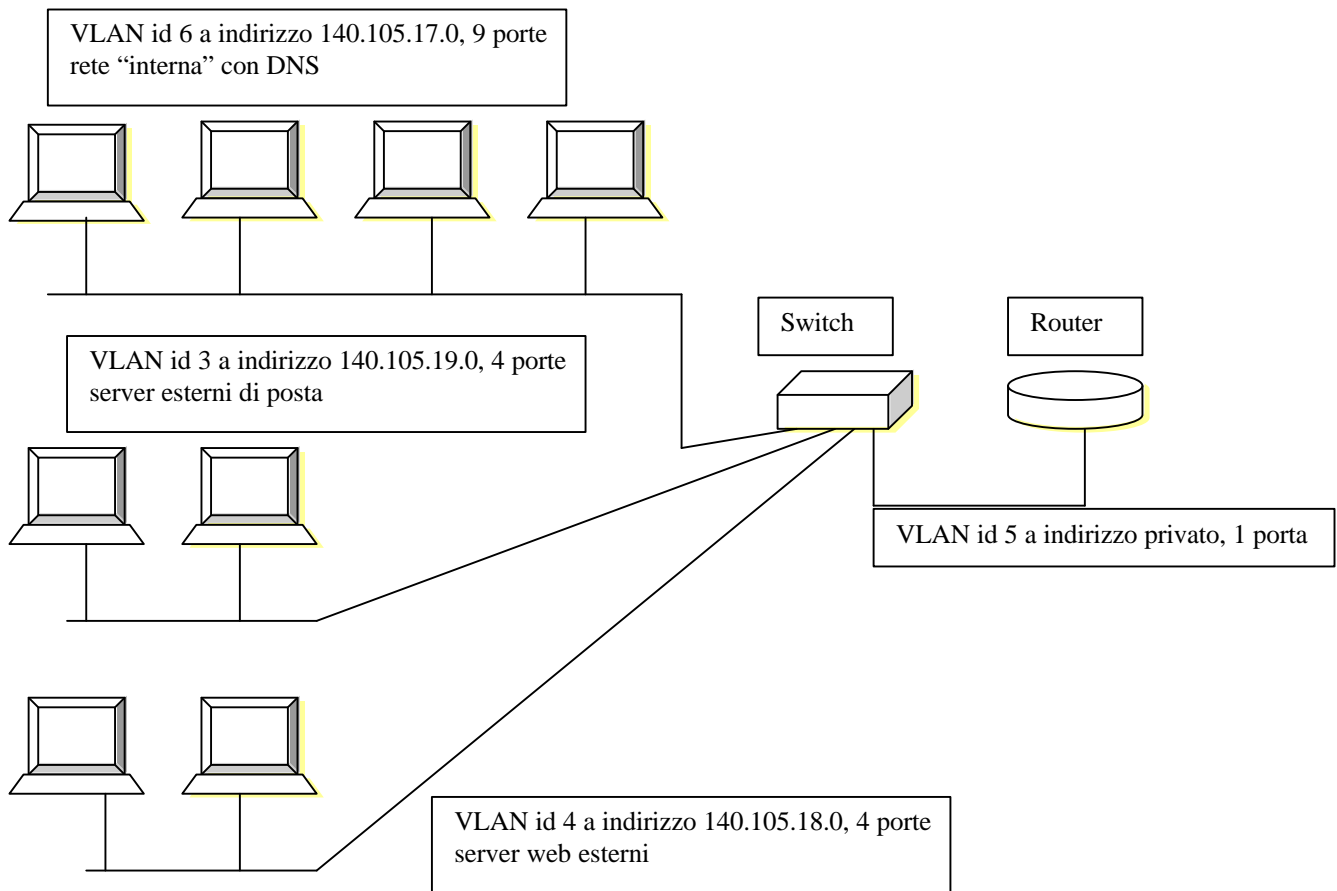 VLAN id 6 a indirizzo 140.105.17.0, 9 porte
rete “interna” con DNS
Switch
Router
VLAN id 3 a indirizzo 140.105.19.0, 4 porte
server esterni di posta
VLAN id 5 a indirizzo privato, 1 porta
VLAN id 4 a indirizzo 140.105.18.0, 4 porte
server web esterni